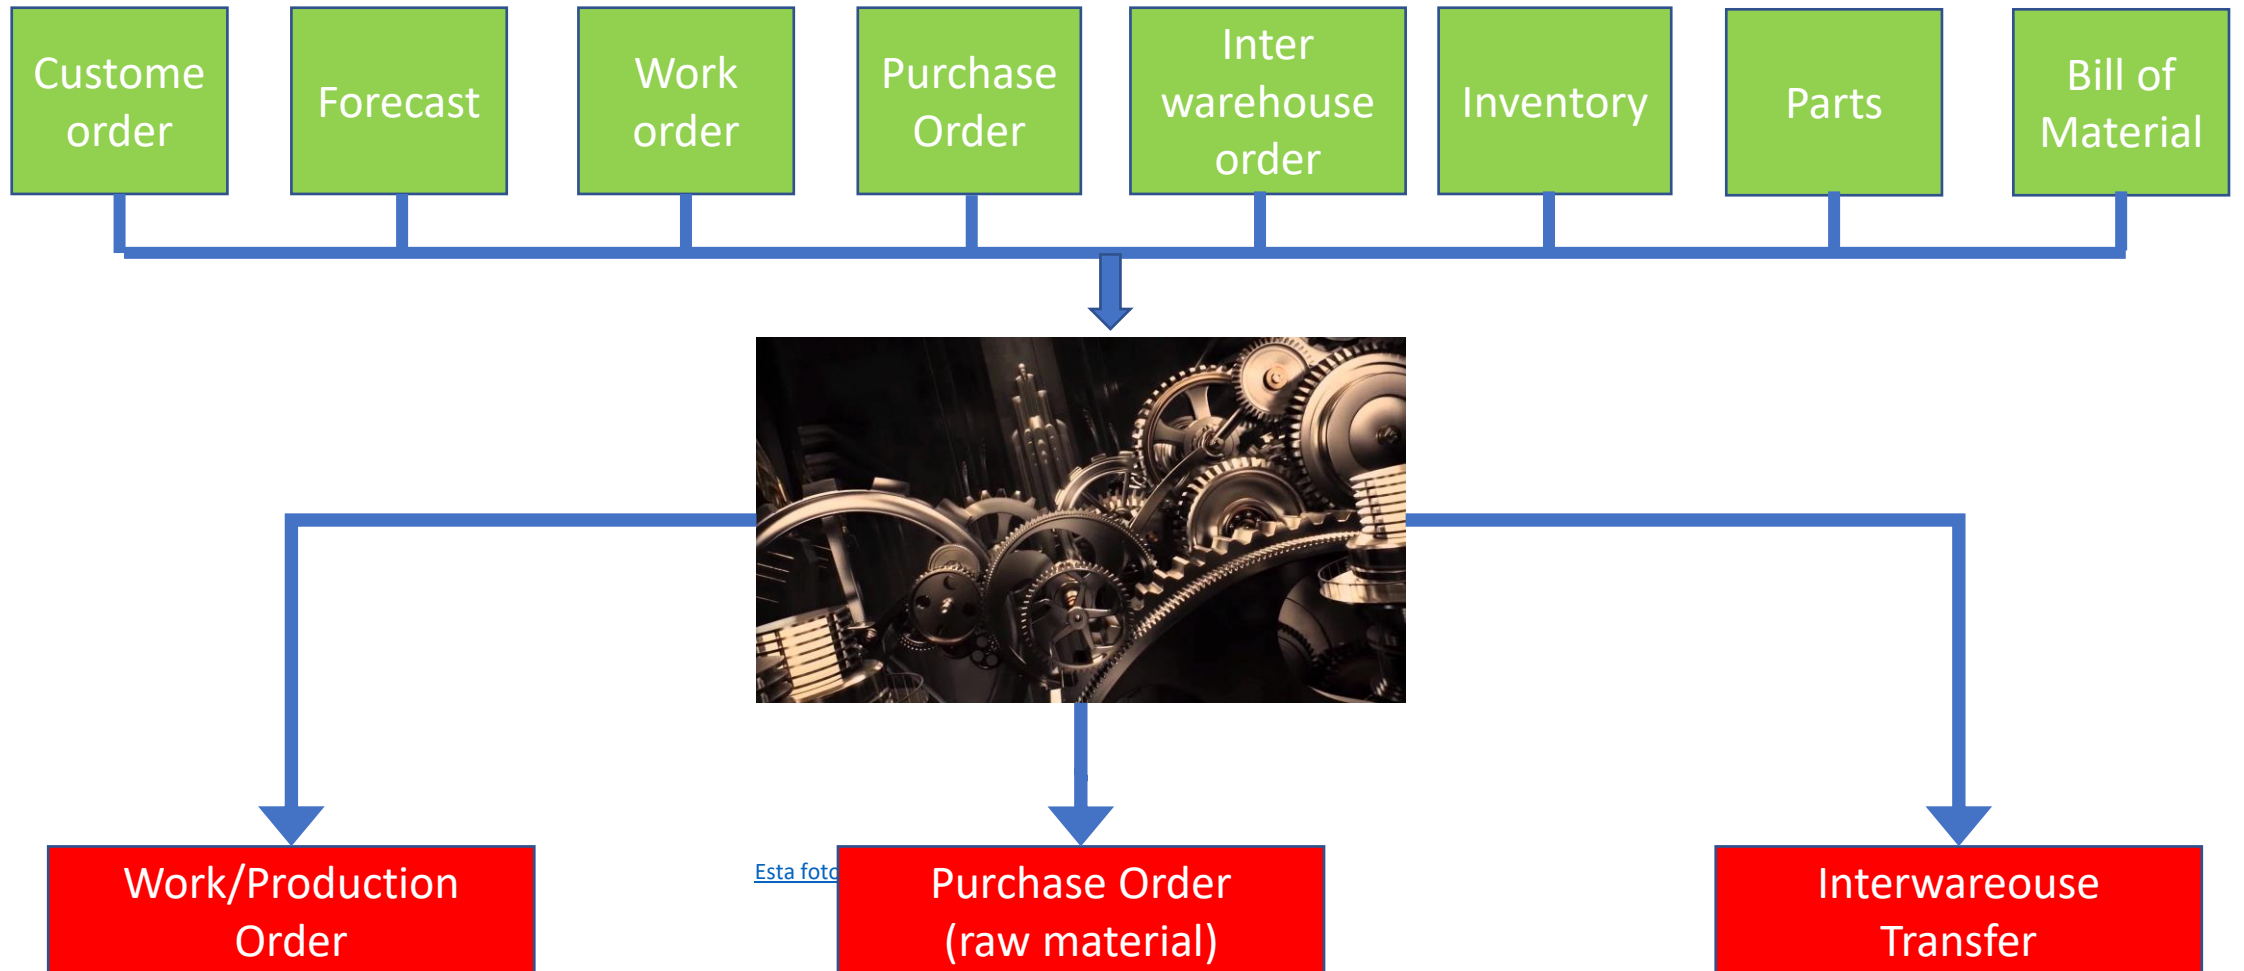 Custome
order
Forecast
Work
order
Purchase
Order
Inter
warehouse
order
Inventory
Parts
Bill of
Material
Work/Production
Order
Esta foto
Purchase Order
(raw material)
Interwareouse
Transfer